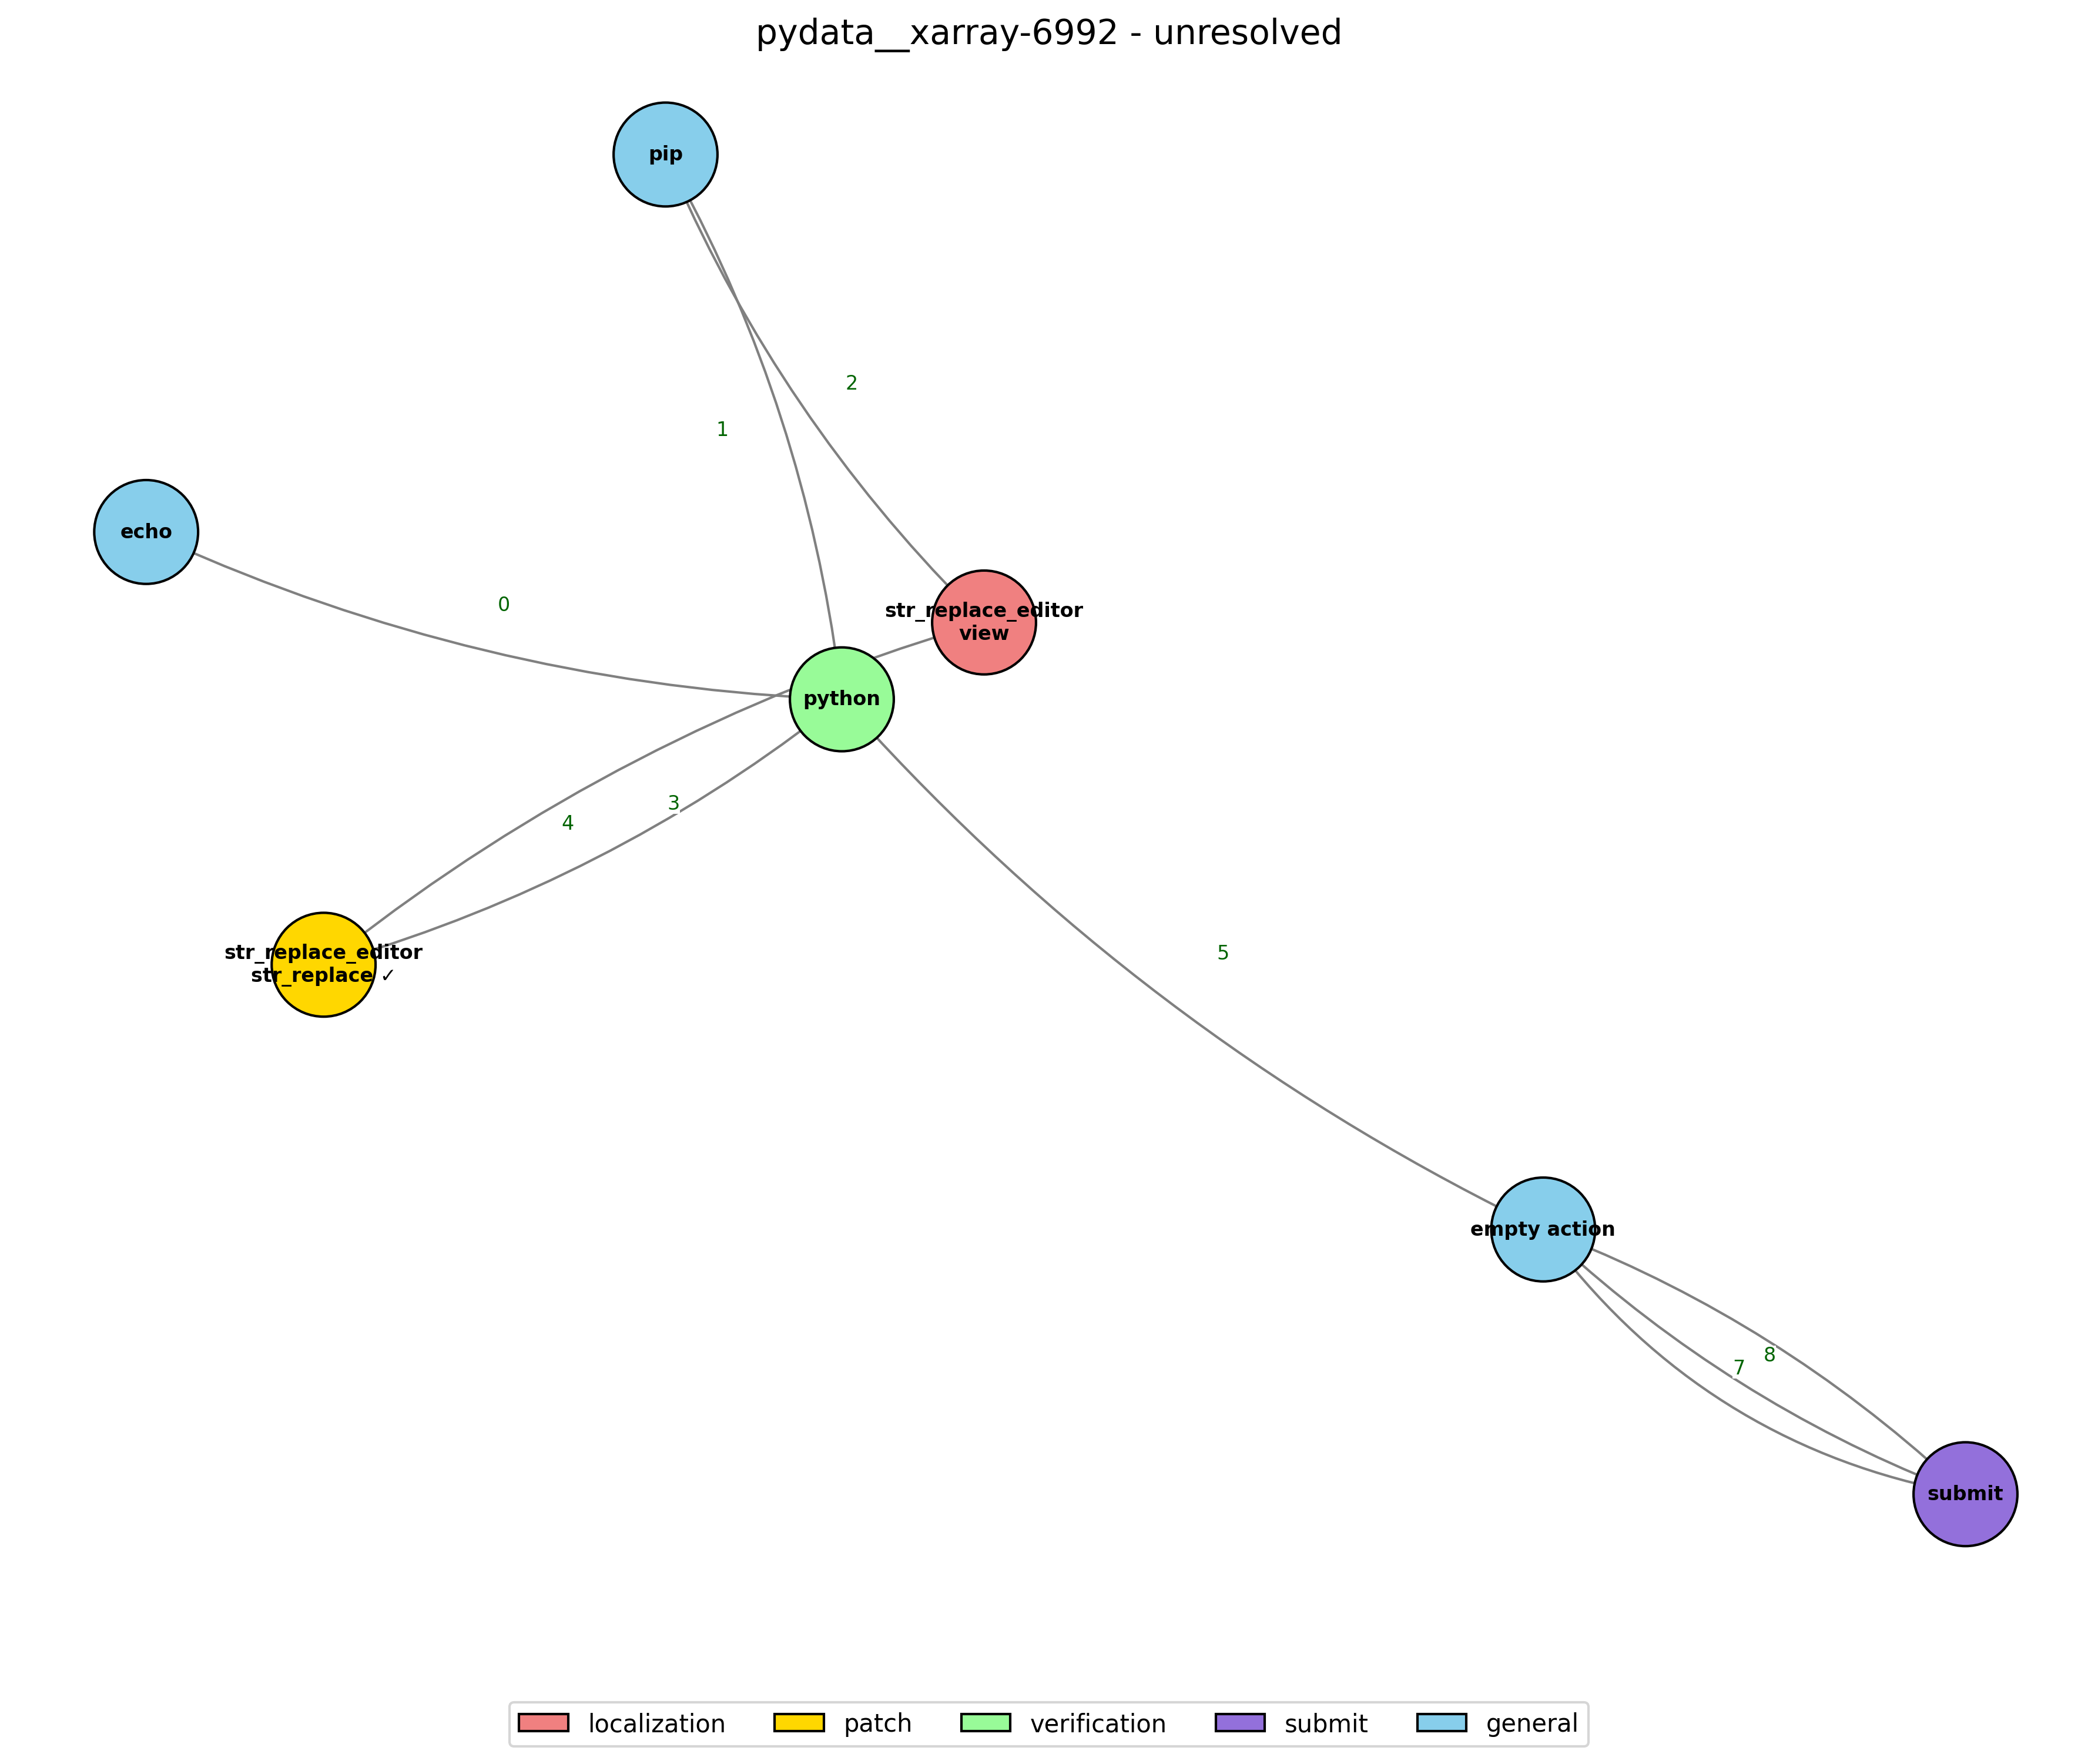 pydata__xarray-6992 - unresolved
pip
2
1
echo
0
str_replace_editor
view
python
3
4
5
str_replace_editor
str_replace ✓
empty action
8
7
submit
localization
patch
verification
submit
general